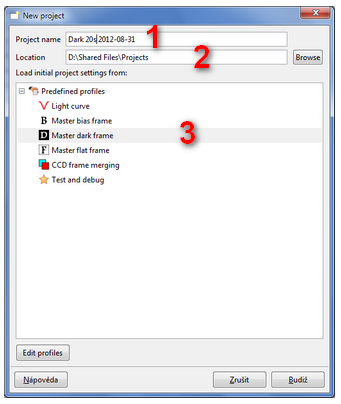 New project
Project name Dark 20s 2012-08-31 1
Location D:\Shared Files\Projects Browse 2
Load initial project settings from:
Predefined profiles
Light curve
B Master bias frame
D Master dark frame 3
F Master flat frame
CCD frame merging
Test and debug
Edit profiles
Nápověda Zrušit Budiž